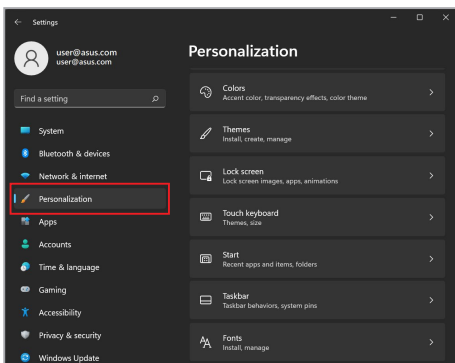 Settings
user@asus.com
user@asus.com
Find a setting
System
Bluetooth & devices
Network & internet
Personalization
Apps
Accounts
Time & language
Gaming
Accessibility
Privacy & security
Windows Update
Personalization
Colors
Accent color, transparency effects, color theme
Themes
Install, create, manage
Lock screen
Lock screen images, apps, animations
Touch keyboard
Themes, size
Start
Recent apps and items, folders
Taskbar
Taskbar behaviors, system pins
Fonts
Install, manage